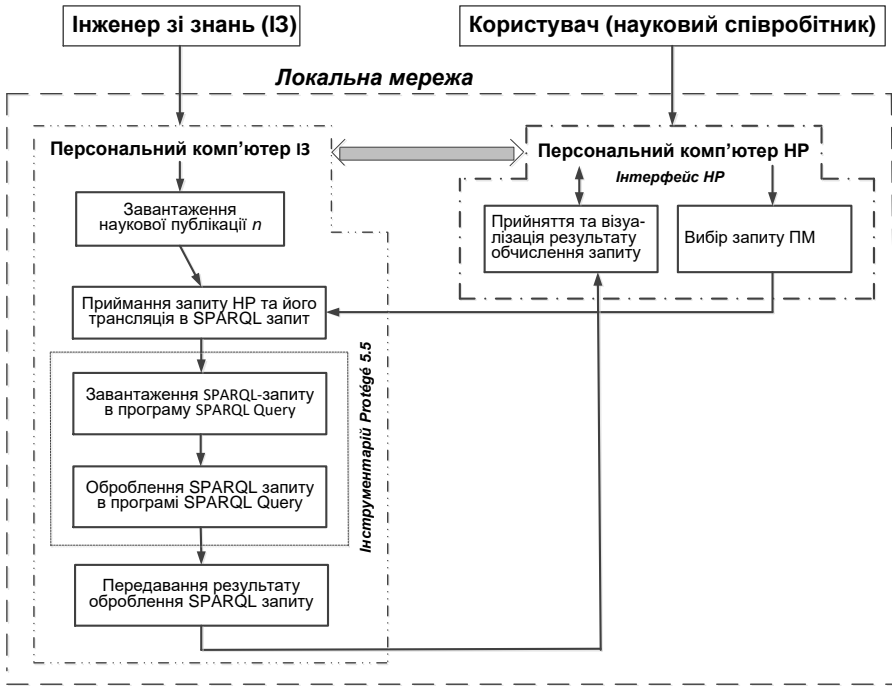 Інженер зі знань (ІЗ)
Користувач (науковий співробітник)
Локальна мережа
Персональний комп’ютер ІЗ
Завантаження
наукової публікації n
Приймання запиту НР та його
трансляція в SPARQL запит
Завантаження SPARQL-запиту
в програму SPARQL Query
Оброблення SPARQL запиту
в програмі SPARQL Query
Передавання результату
оброблення SPARQL запиту
Інструментарій Protégé 5.5
Персональний комп’ютер НР
Інтерфейс НР
Прийняття та візуа-
лізація результату
обчислення запиту
Вибір запиту ПМ